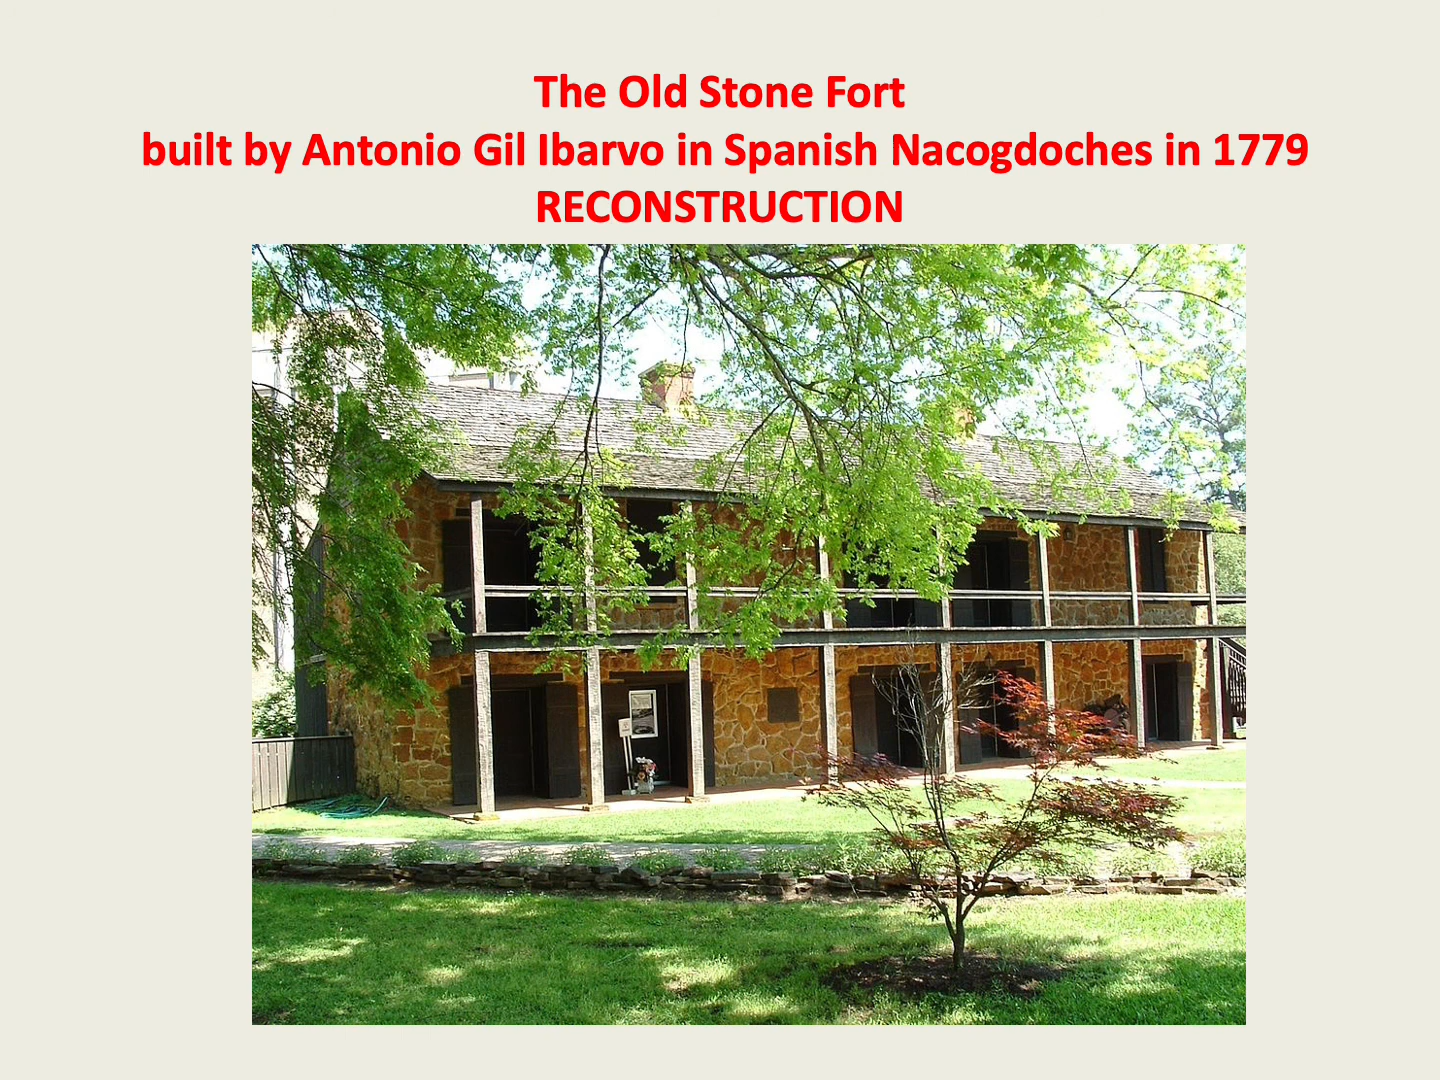 The Old Stone Fort
built by Antonio Gil Ibarvo in Spanish Nacogdoches in 1779
RECONSTRUCTION